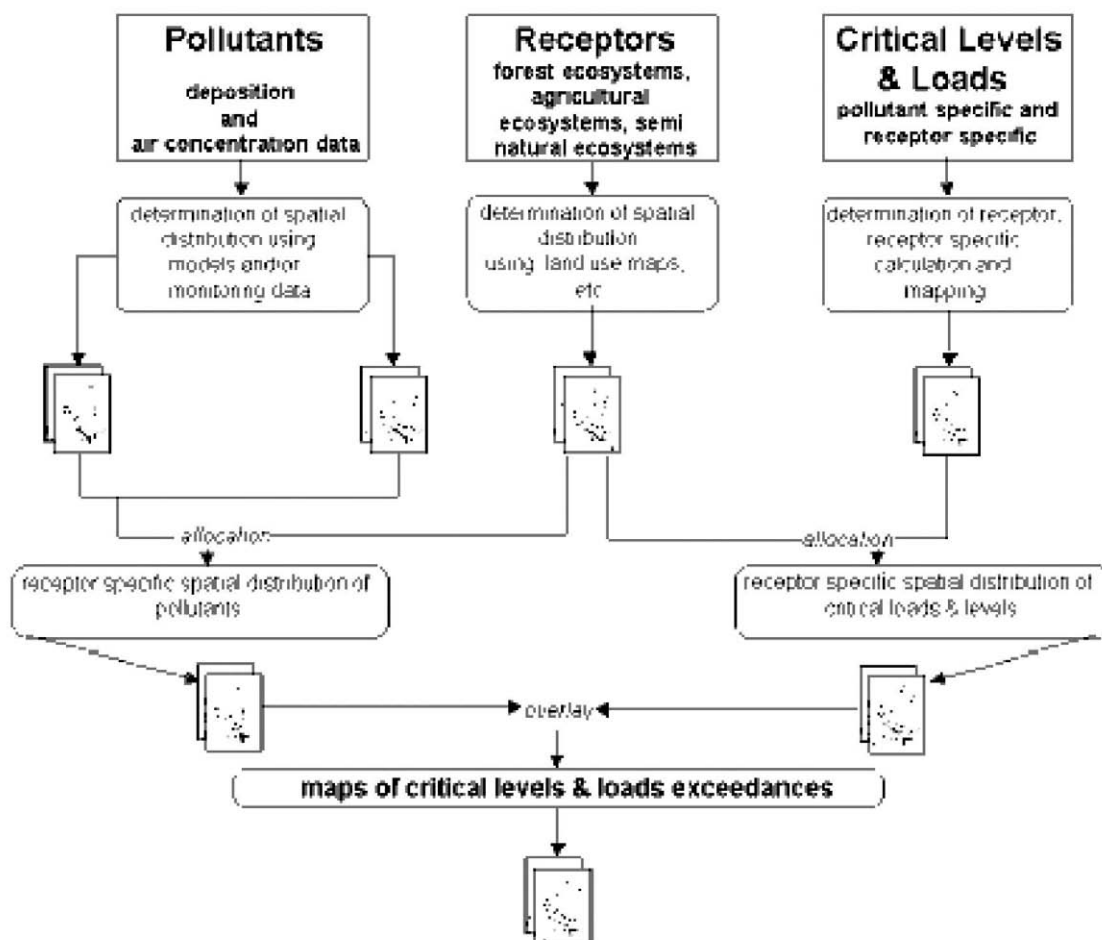 Pollutants
deposition
and
air concentration data
Receptors
forest ecosystems,
agricultural
ecosystems, semi
natural ecosystems
Critical Levels
& Loads
pollutant specific and
receptor specific
determination of spatial
distribution using
models and/or
monitoring data
determination of spatial
distribution
using land use maps,
etc
determination of receptor,
receptor specific
calculation and
mapping
allocation
allocation
receptor specific spatial distribution of
pollutants
receptor specific spatial distribution of
critical loads & levels
overlay
maps of critical levels & loads exceedances